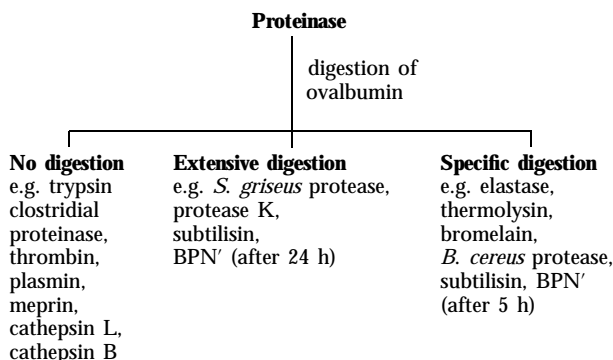 Proteinase
digestion of
ovalbumin
No digestion
e.g. trypsin
clostridial
proteinase,
thrombin,
plasmin,
meprin,
cathepsin L,
cathepsin B
Extensive digestion
e.g. S. griseus protease,
protease K,
subtilisin,
BPN′ (after 24 h)
Specific digestion
e.g. elastase,
thermolysin,
bromelain,
B. cereus protease,
subtilisin, BPN′
(after 5 h)